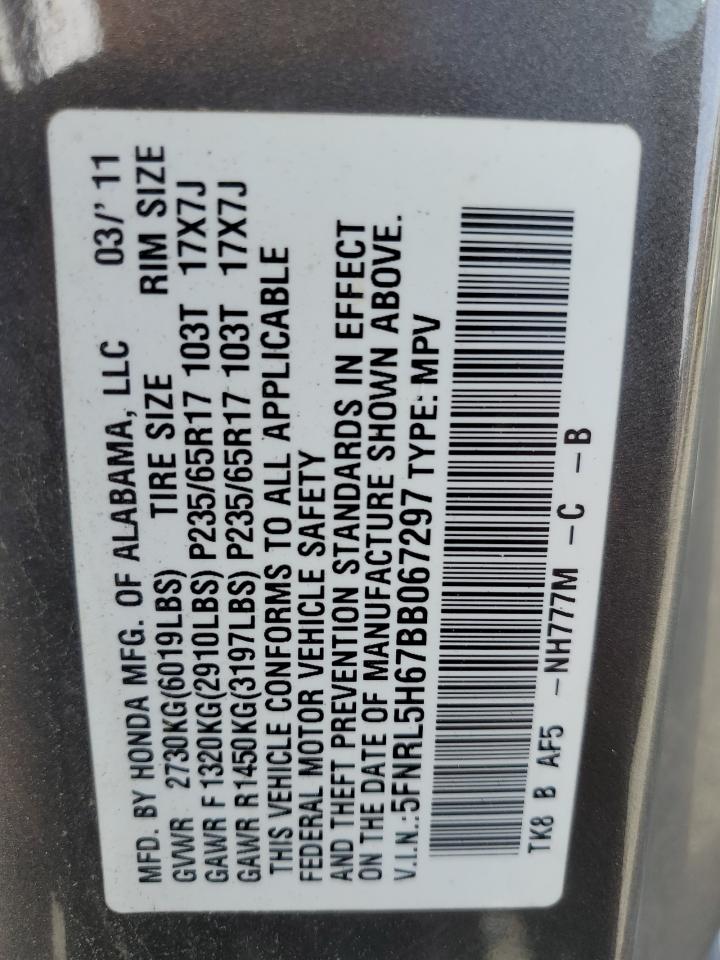 MFD. BY HONDA MFG. OF ALABAMA, LLC 03/' 11
GVWR 2730KG(6019LBS) TIRE SIZE RIM SIZE
GAWR F 1320KG(2910LBS) P235/65R17 103T 17X7J
GAWR R1450KG(3197LBS) P235/65R17 103T 17X7J
THIS VEHICLE CONFORMS TO ALL APPLICABLE
FEDERAL MOTOR VEHICLE SAFETY
AND THEFT PREVENTION STANDARDS IN EFFECT
ON THE DATE OF MANUFACTURE SHOWN ABOVE.
V.I.N.:5FNRL5H67BB067297 TYPE: MPV
TK8 B AF5 -NH777M -C -B